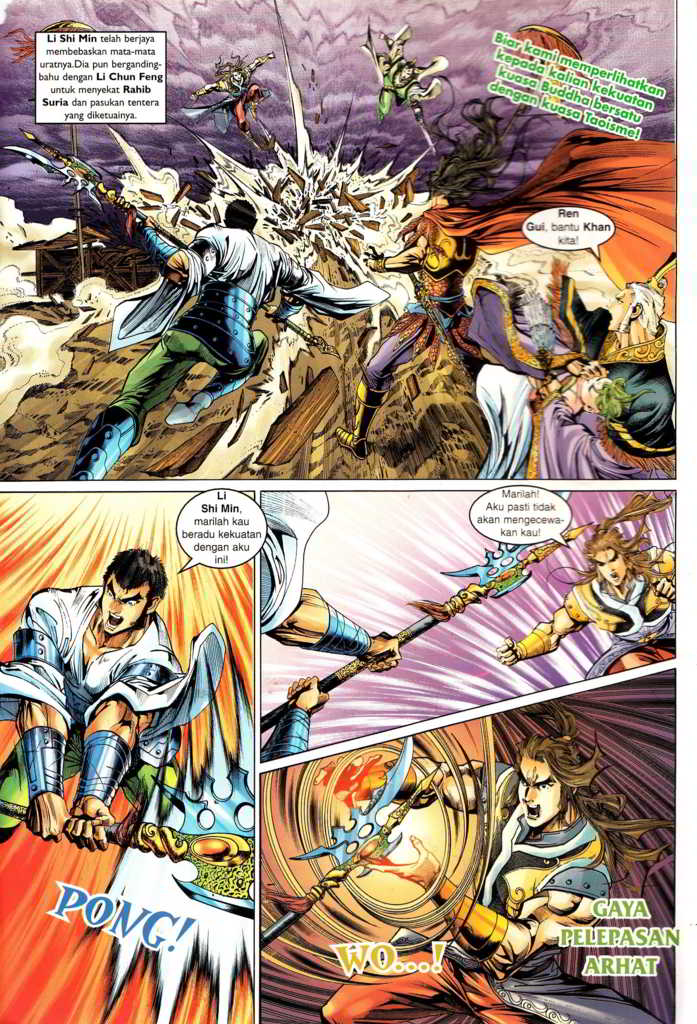 Li Shi Min telah berjaya
membebaskan mata-mata
uratnya.Dia pun berganding-
bahu dengan Li Chun Feng
untuk menyekat Rahib
Suria dan pasukan tentera
yang diketuainya.
Biar kami memperlihatkan
kepada kalian kekuatan
kuasa Buddha bersatu
dengan kuasa Taoisme!
Ren
Gui, bantu Khan
kita!
Li
Shi Min,
marilah kau
beradu kekuatan
dengan aku
ini!
Marilah!
Aku pasti tidak
akan mengecewa-
kan kau!
PONG!
WO...!
GAYA
PELEPASAN
ARHAT